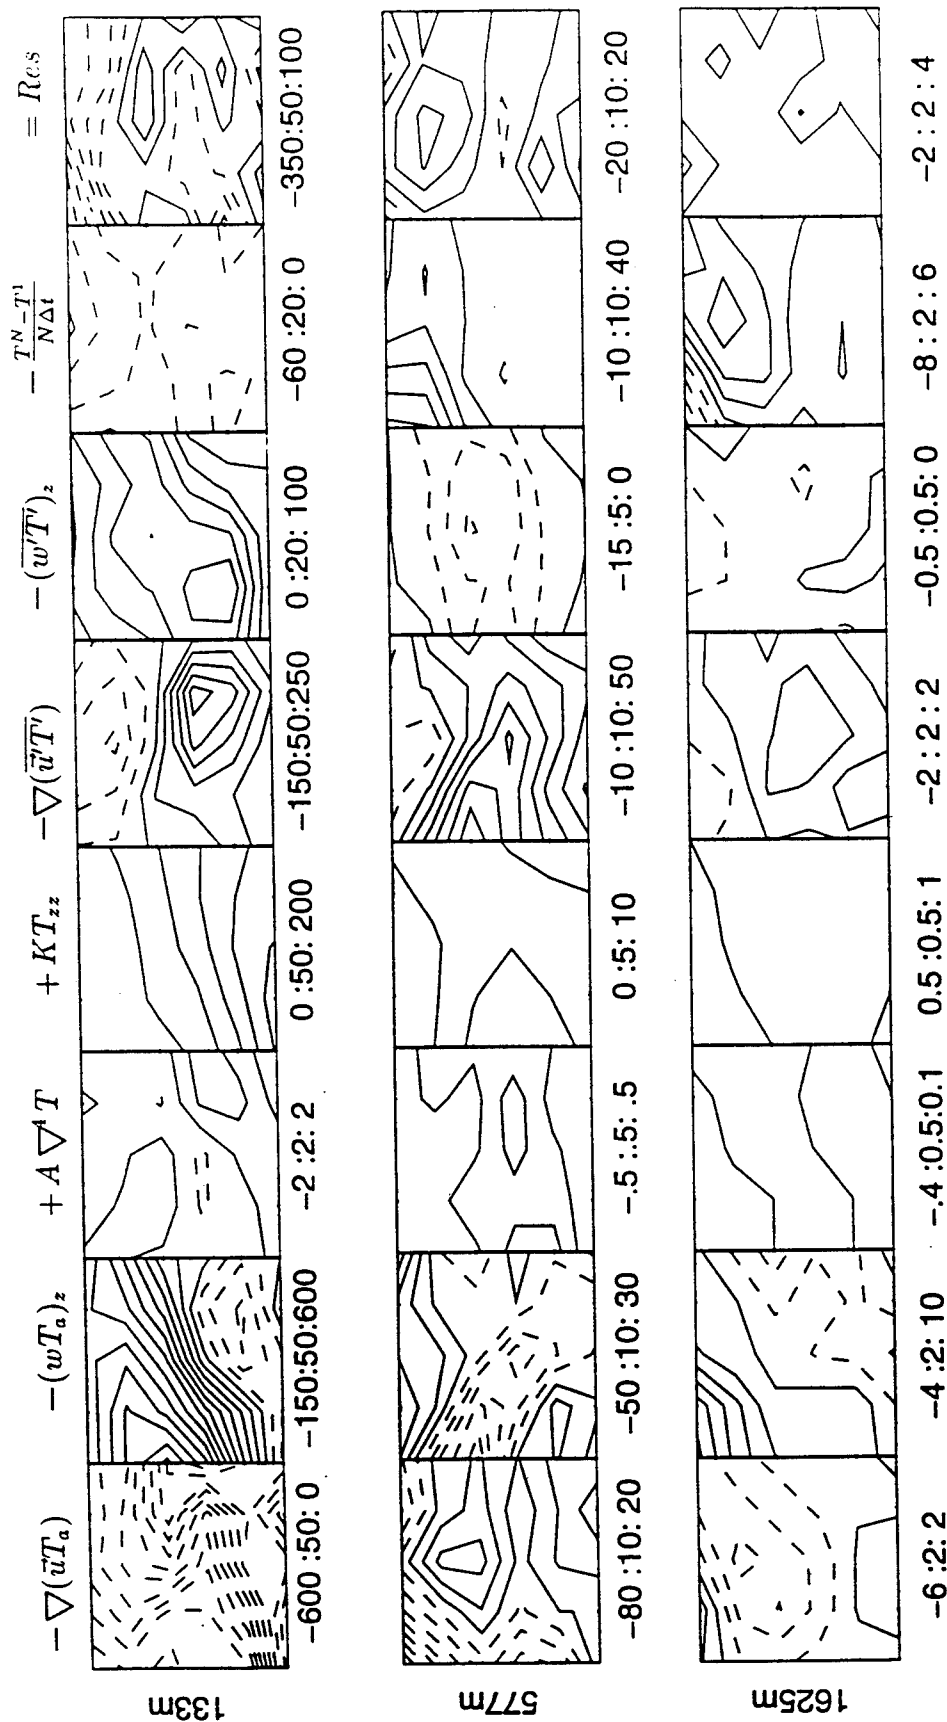 −▽(u⃗T_a) −(wT_a)_z +A▽⁴T +KT_zz −▽(u⃗'T') −(w'T')_z −(T^N−T^1)/(NΔt) = Res
133m
−600:50:0 −150:50:600 −2:2:2 0:50:200 −150:50:250 0:20:100 −60:20:0 −350:50:100
577m
−80:10:20 −50:10:30 −.5:.5:.5 0:5:10 −10:10:50 −15:5:0 −10:10:40 −20:10:20
1625m
−6:2:2 −4:2:10 −.4:0.5:0.1 0.5:0.5:1 −2:2:2 −0.5:0.5:0 −8:2:6 −2:2:4